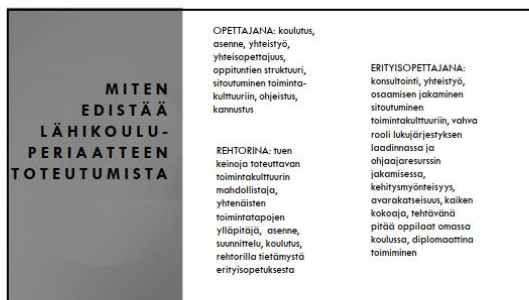 MITEN
EDISTÄÄ
LÄHIKOULU-
PERIAATTEEN
TOTEUTUMISTA
OPETTAJANA: koulutus,
asenne, yhteistyö,
yhteisopettajuus,
oppituntien struktuuri,
sitoutuminen toiminta-
kulttuuriin, ohjeistus,
kannustus
REHTORINA: tuen
keinoja toteuttavan
toimintakulttuurin
mahdollistaja,
yhtenäisten
toimintatapojen
ylläpitäjä, asenne,
suunnittelu, koulutus,
rehtorilla tietämystä
erityisopetuksesta
ERITYISOPETTAJANA:
konsultointi, yhteistyö,
osaamisen jakaminen
sitoutuminen
toimintakulttuuriin, vahva
rooli lukujärjestyksen
laadinnassa ja
ohjaajaresurssin
jakamisessa,
kehitysmyönteisyys,
avarakatseisuus, kaiken
kokoaja, tehtävänä
pitää oppilaat omassa
koulussa, diplomaattina
toimiminen